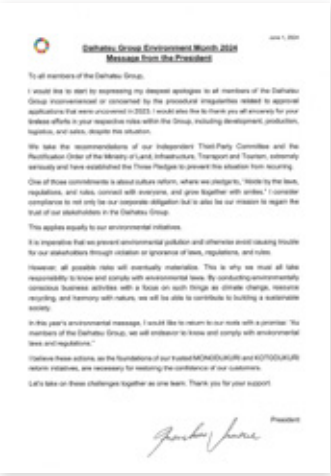 June 1, 2024
Daihatsu Group Environment Month 2024
Message from the President
To all members of the Daihatsu Group,
I would like to start by expressing my deepest apologies to all members of the Daihatsu
Group inconvenienced or concerned by the procedural irregularities related to approval
applications that were uncovered in 2023. I would also like to thank you all sincerely for your
tireless efforts in your respective roles within the Group, including development, production,
logistics, and sales, despite this situation.
We take the recommendations of the Independent Third-Party Committee and the
Rectification Order of the Ministry of Land, Infrastructure, Transport and Tourism, extremely
seriously and have established the Three Pledges to prevent this situation from recurring.
One of those commitments is about culture reform, where we pledge to, "Abide by the laws,
regulations, and rules, connect with everyone, and grow together with smiles." I consider
compliance to not only be our corporate obligation but also be our mission to regain the
trust of our stakeholders in the Daihatsu Group.
This applies equally to our environmental initiatives.
It is imperative that we prevent environmental pollution and otherwise avoid causing trouble
for our stakeholders through violation or ignorance of laws, regulations, and rules.
However, all possible risks will eventually materialize. This is why we must all take
responsibility to know and comply with environmental laws. By conducting environmentally
conscious business activities with a focus on such things as climate change, resource
recycling, and harmony with nature, we will be able to contribute to building a sustainable
society.
In this year's environmental message, I would like to return to our roots with a promise: "As
members of the Daihatsu Group, we will endeavor to know and comply with environmental
laws and regulations."
I believe these actions, as the foundations of our trusted MONODUKURI and KOTODUKURI
reform initiatives, are necessary for restoring the confidence of our customers.
Let's take on these challenges together as one team. Thank you for your support
President